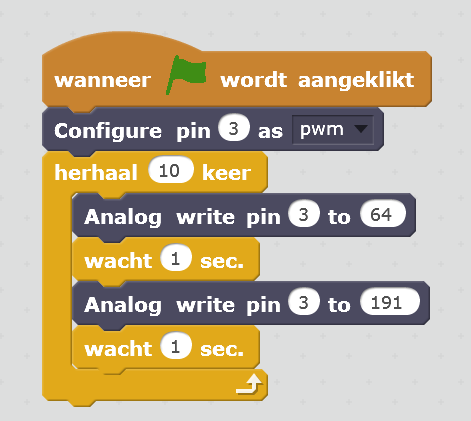 wanneer wordt aangeklikt
Configure pin 3 as pwm
herhaal 10 keer
Analog write pin 3 to 64
wacht 1 sec.
Analog write pin 3 to 191
wacht 1 sec.